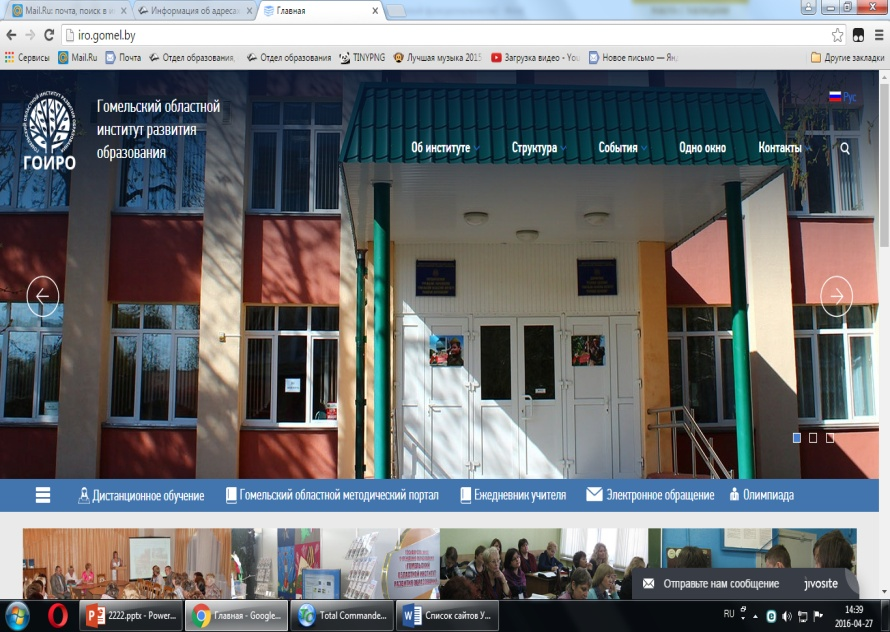 Mail.Ru: почта, поиск в и
Информация об адреса
Главная
iro.gomel.by
Сервисы
Mail.Ru
Почта
Отдел образования,
Отдел образования
TINYPNG
Лучшая музыка 2015
Загрузка видео - You
Новое письмо — Ян
Другие закладки
Гомельский областной
институт развития
образования
ГОИРО
Рус
Об институте
Структура
События
Одно окно
Контакты
Дистанционное обучение
Гомельский областной методический портал
Ежедневник учителя
Электронное обращение
Олимпиада
Отправьте нам сообщение
jivosite
2222.pptx - Power...
Главная - Google...
Total Commande...
Список сайтов У...
RU
14:39
2016-04-27